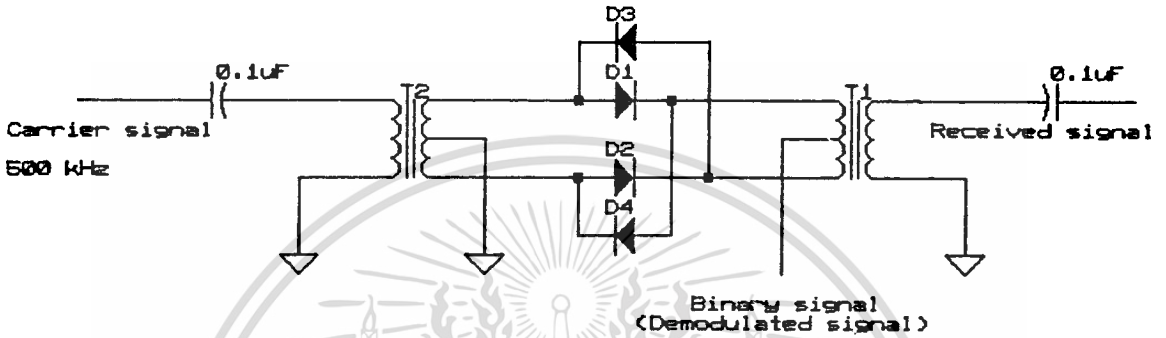 D3
0.1uF
D1
T2
T1
0.1uF
Carrier signal
500 kHz
Received signal
D2
D4
Binary signal
(Demodulated signal)